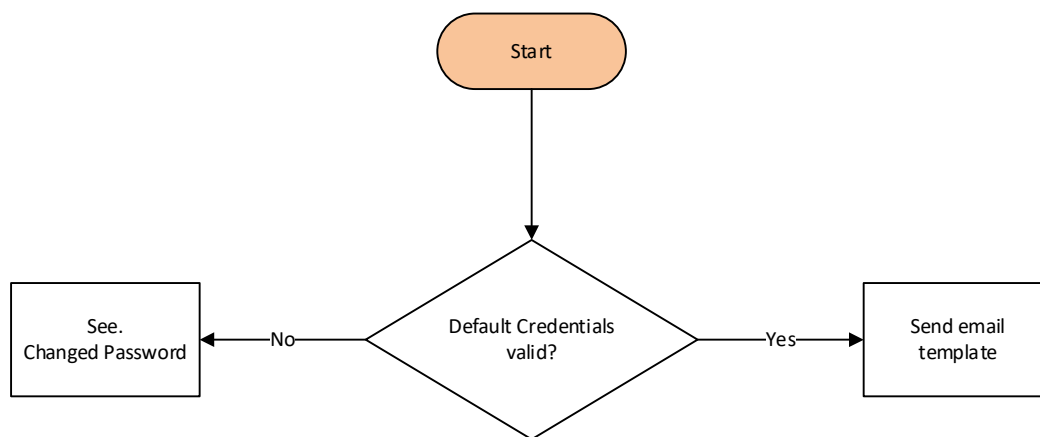 Start
Default Credentials
valid?
See.
Changed Password
No
Yes
Send email
template